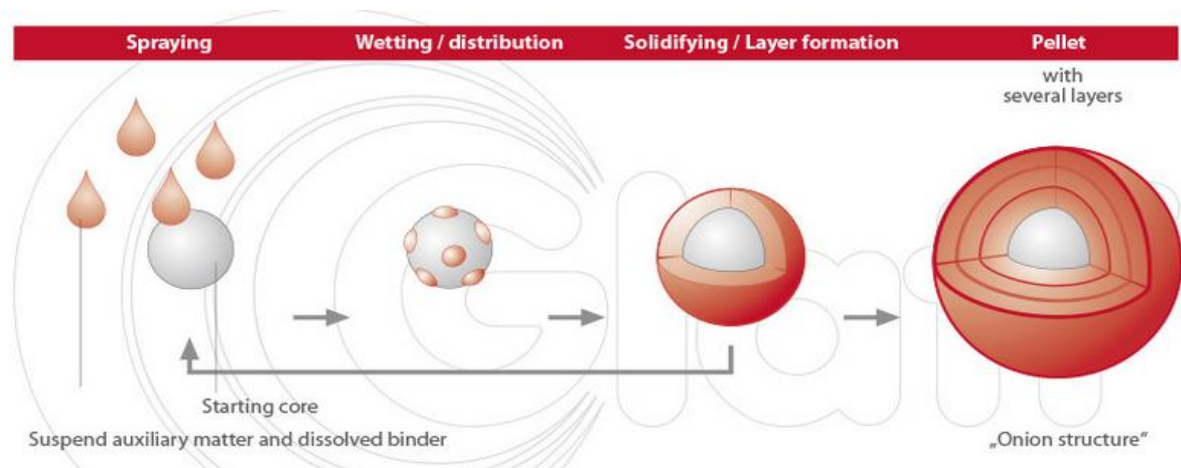 Spraying
Wetting / distribution
Solidifying / Layer formation
Pellet
with
several layers
Starting core
Suspend auxiliary matter and dissolved binder
„Onion structure"
Glatt